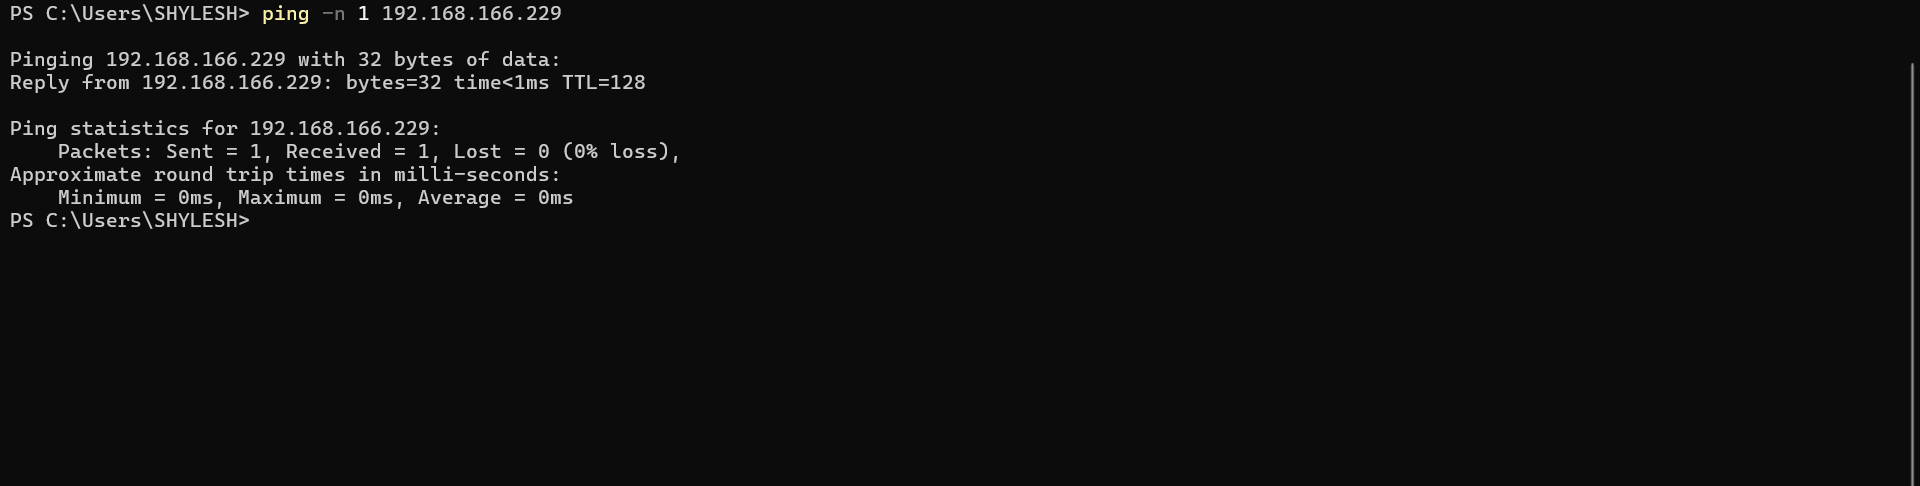 PS C:\Users\SHYLESH> ping -n 1 192.168.166.229
Pinging 192.168.166.229 with 32 bytes of data:
Reply from 192.168.166.229: bytes=32 time<1ms TTL=128
Ping statistics for 192.168.166.229:
    Packets: Sent = 1, Received = 1, Lost = 0 (0% loss),
Approximate round trip times in milli-seconds:
    Minimum = 0ms, Maximum = 0ms, Average = 0ms
PS C:\Users\SHYLESH>